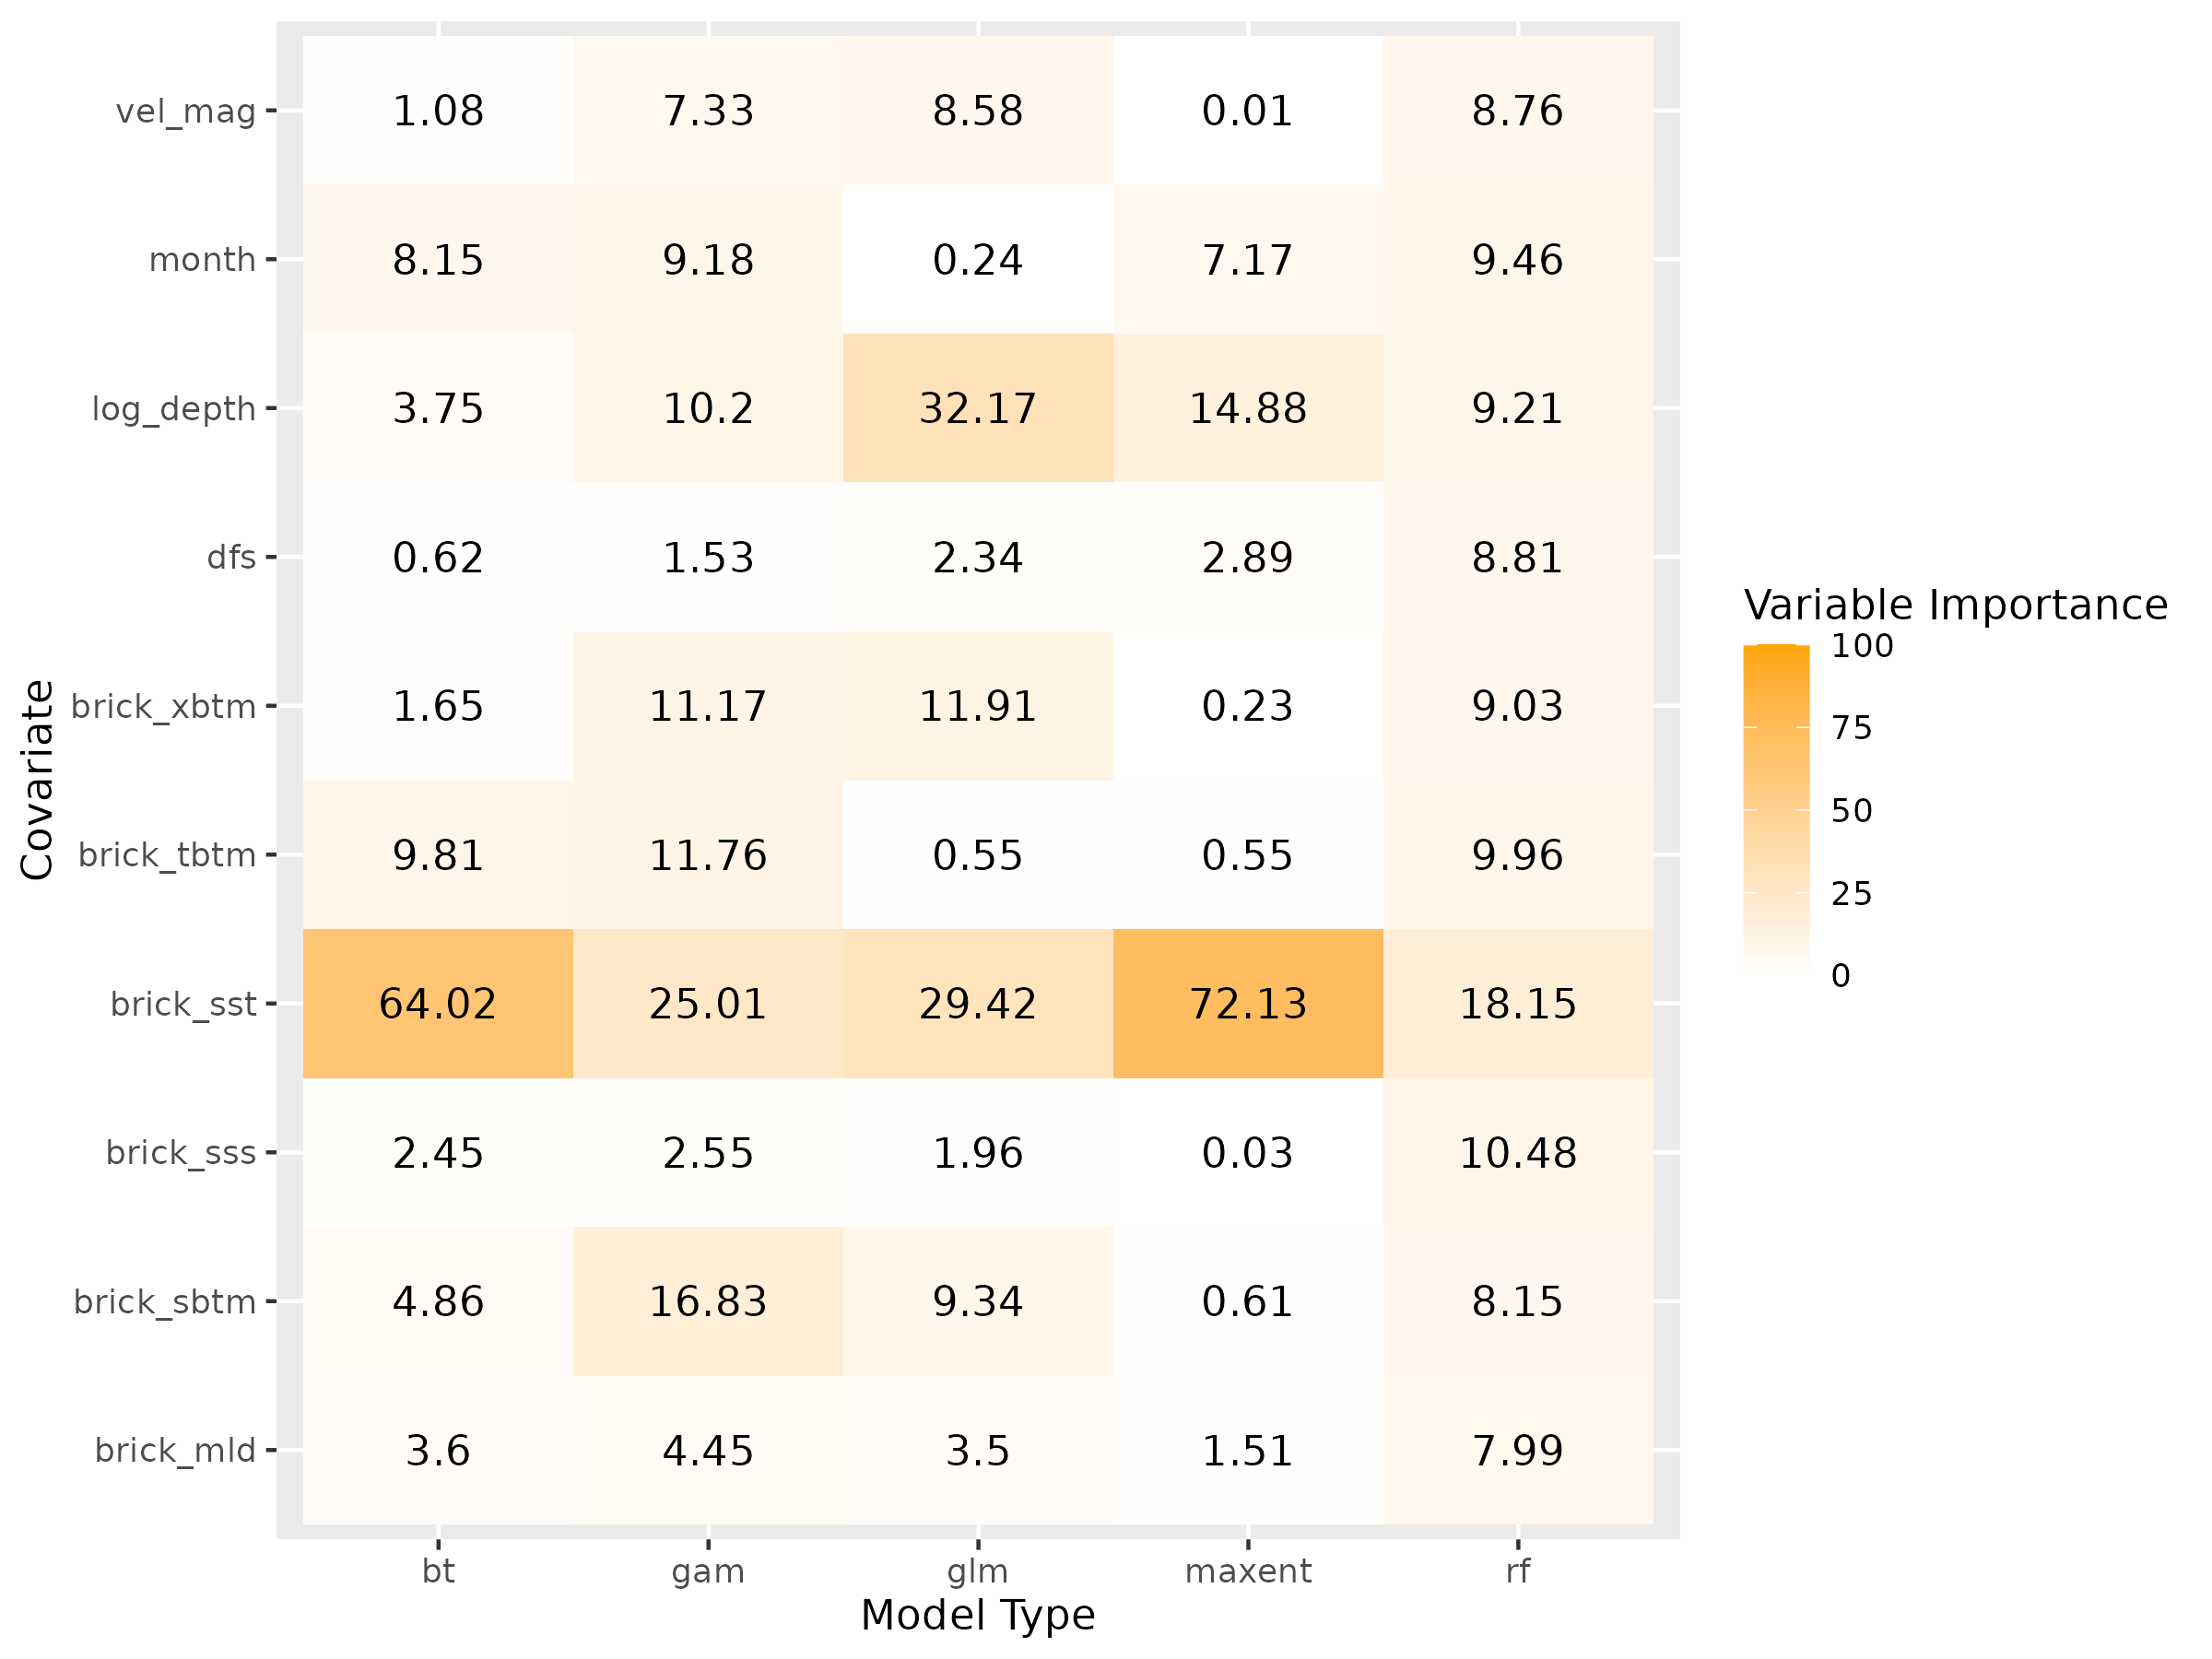 vel_mag 1.08 7.33 8.58 0.01 8.76
month 8.15 9.18 0.24 7.17 9.46
log_depth 3.75 10.2 32.17 14.88 9.21
dfs 0.62 1.53 2.34 2.89 8.81
brick_xbtm 1.65 11.17 11.91 0.23 9.03
brick_tbtm 9.81 11.76 0.55 0.55 9.96
brick_sst 64.02 25.01 29.42 72.13 18.15
brick_sss 2.45 2.55 1.96 0.03 10.48
brick_sbtm 4.86 16.83 9.34 0.61 8.15
brick_mld 3.6 4.45 3.5 1.51 7.99
bt gam glm maxent rf
Model Type
Covariate
Variable Importance
100
75
50
25
0